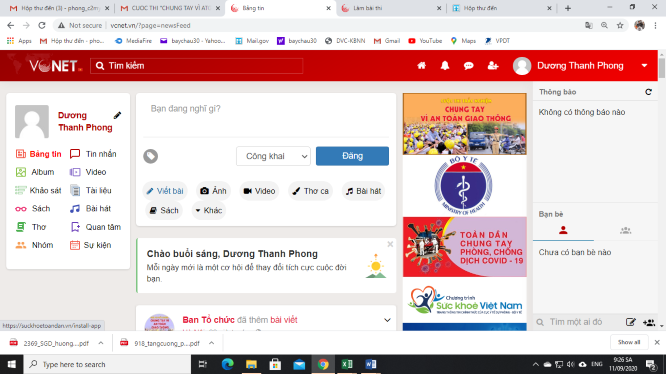 Hộp thư đến (3) - phong_c2n
CUOC THI "CHUNG TAY VÌ AT
Bảng tin
Làm bài thi
Hộp thư đến
Not secure | vcnet.vn/?page=newsFeed
Hộp thư đến - pho...
MediaFire
baychau30 - Yahoo...
Mail.gov
baychau30
DVC-KBNN
Gmail
YouTube
Maps
VPDT
VCNET
Tìm kiếm
Dương Thanh Phong
Dương
Thanh Phong
Bảng tin
Tin nhắn
Album
Video
Khảo sát
Tài liệu
Sách
Bài hát
Thơ
Quan tâm
Nhóm
Sự kiện
Bạn đang nghĩ gì?
Công khai
Đăng
Viết bài
Ảnh
Video
Thơ ca
Bài hát
Sách
Khác
Chào buổi sáng, Dương Thanh Phong
Mỗi ngày mới là một cơ hội để thay đổi tích cực cuộc đời
bạn.
Ban Tổ chức đã thêm bài viết
CHUNG TAY
VÌ AN TOÀN GIAO THÔNG
BỘ Y TẾ
MINISTRY OF HEALTH
TOÀN DÂN
CHUNG TAY
PHÒNG, CHỐNG
DỊCH COVID - 19
Chương trình
Sức khỏe Việt Nam
Thông báo
Không có thông báo nào
Bạn bè
Chưa có bạn bè nào
Tìm một ai đó
https://suckhoetoandan.vn/install-app
2369_SGD_huong....pdf
918_tangcuong_p....pdf
Show all
Type here to search
ENG
9:26 SA
11/09/2020
2